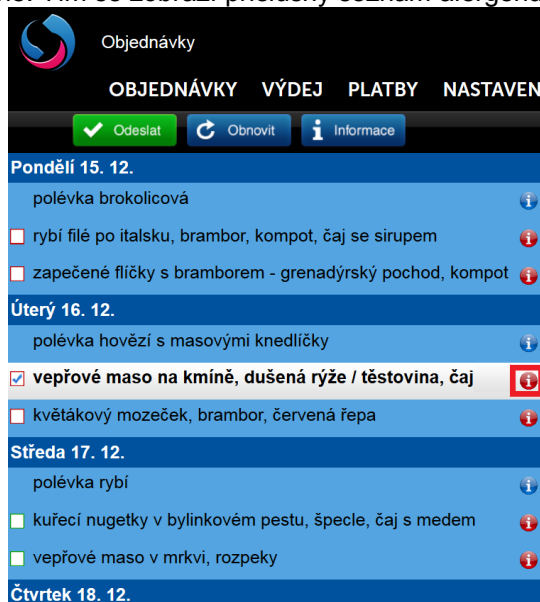 Objednávky
OBJEDNÁVKY VÝDEJ PLATBY NASTAVEN
Odeslat Obnovit Informace
Pondělí 15. 12.
polévka brokolicová
rybí filé po italsku, brambor, kompot, čaj se sirupem
zapečené flíčky s bramborem - grenadýrský pochod, kompot
Úterý 16. 12.
polévka hovězí s masovými knedlíčky
vepřové maso na kmíně, dušená rýže / těstovina, čaj
květákový mozeček, brambor, červená řepa
Středa 17. 12.
polévka rybí
kuřecí nugetky v bylinkovém pestu, špecle, čaj s medem
vepřové maso v mrkvi, rozpeky
Čtvrtek 18. 12.